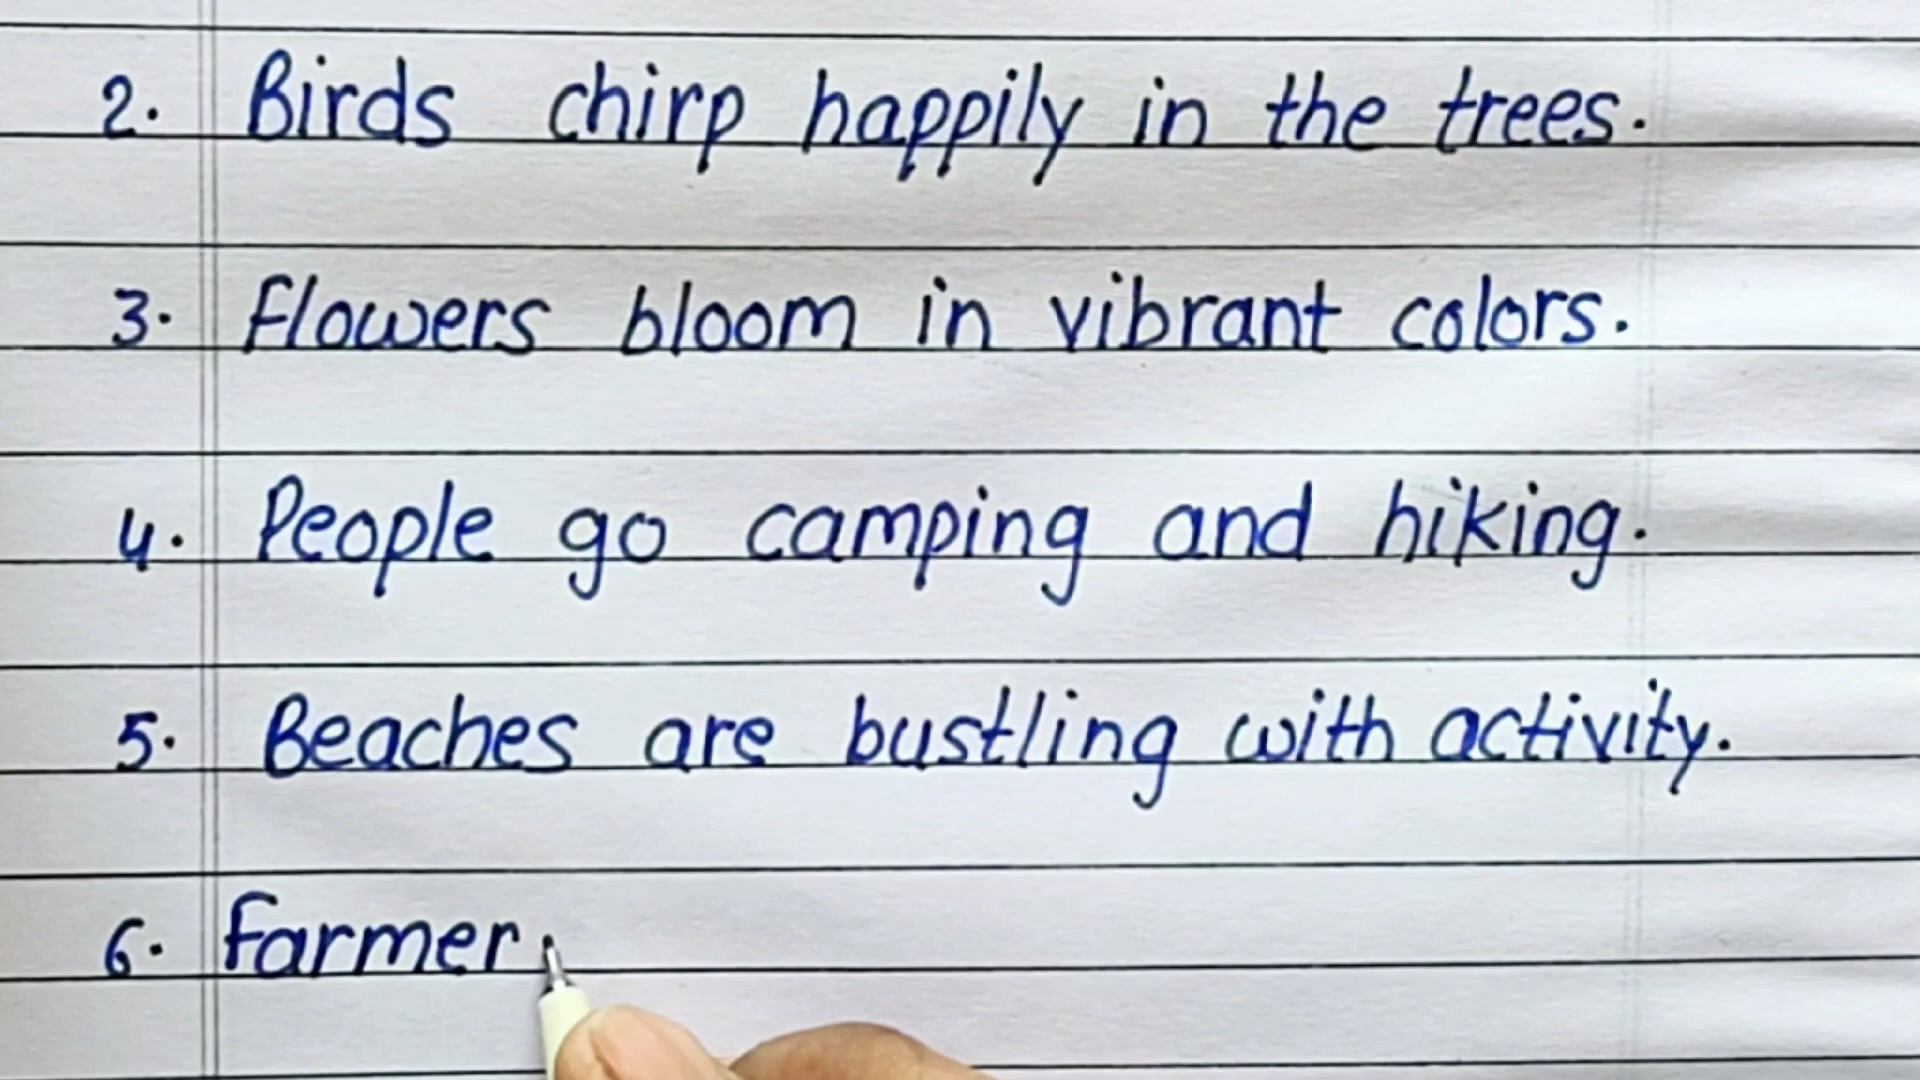 2. Birds chirp happily in the trees.
3. Flowers bloom in vibrant colors.
4. People go camping and hiking.
5. Beaches are bustling with activity.
6. Farmer